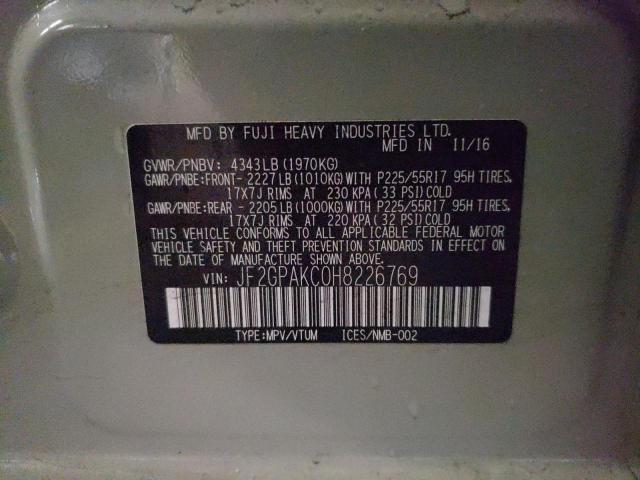 MFD BY FUJI HEAVY INDUSTRIES LTD.
MFD IN 11/16
GVWR/PNBV: 4343LB(1970KG)
GAWR/PNBE:FRONT-2227LB(1010KG)WITH P225/55R17 95H TIRES,
17X7J RIMS AT 230 KPA(33 PSI)COLD
GAWR/PNBE:REAR -2205LB(1000KG)WITH P225/55R17 95H TIRES,
17X7J RIMS AT 220 KPA(32 PSI)COLD
THIS VEHICLE CONFORMS TO ALL APPLICABLE FEDERAL MOTOR
VEHICLE SAFETY AND THEFT PREVENTION STANDARDS IN EFFECT ON
THE DATE OF MANUFACTURE SHOWN ABOVE.
VIN: JF2GPAKC0H8226769
TYPE:MPV/VTUM ICES/NMB-002